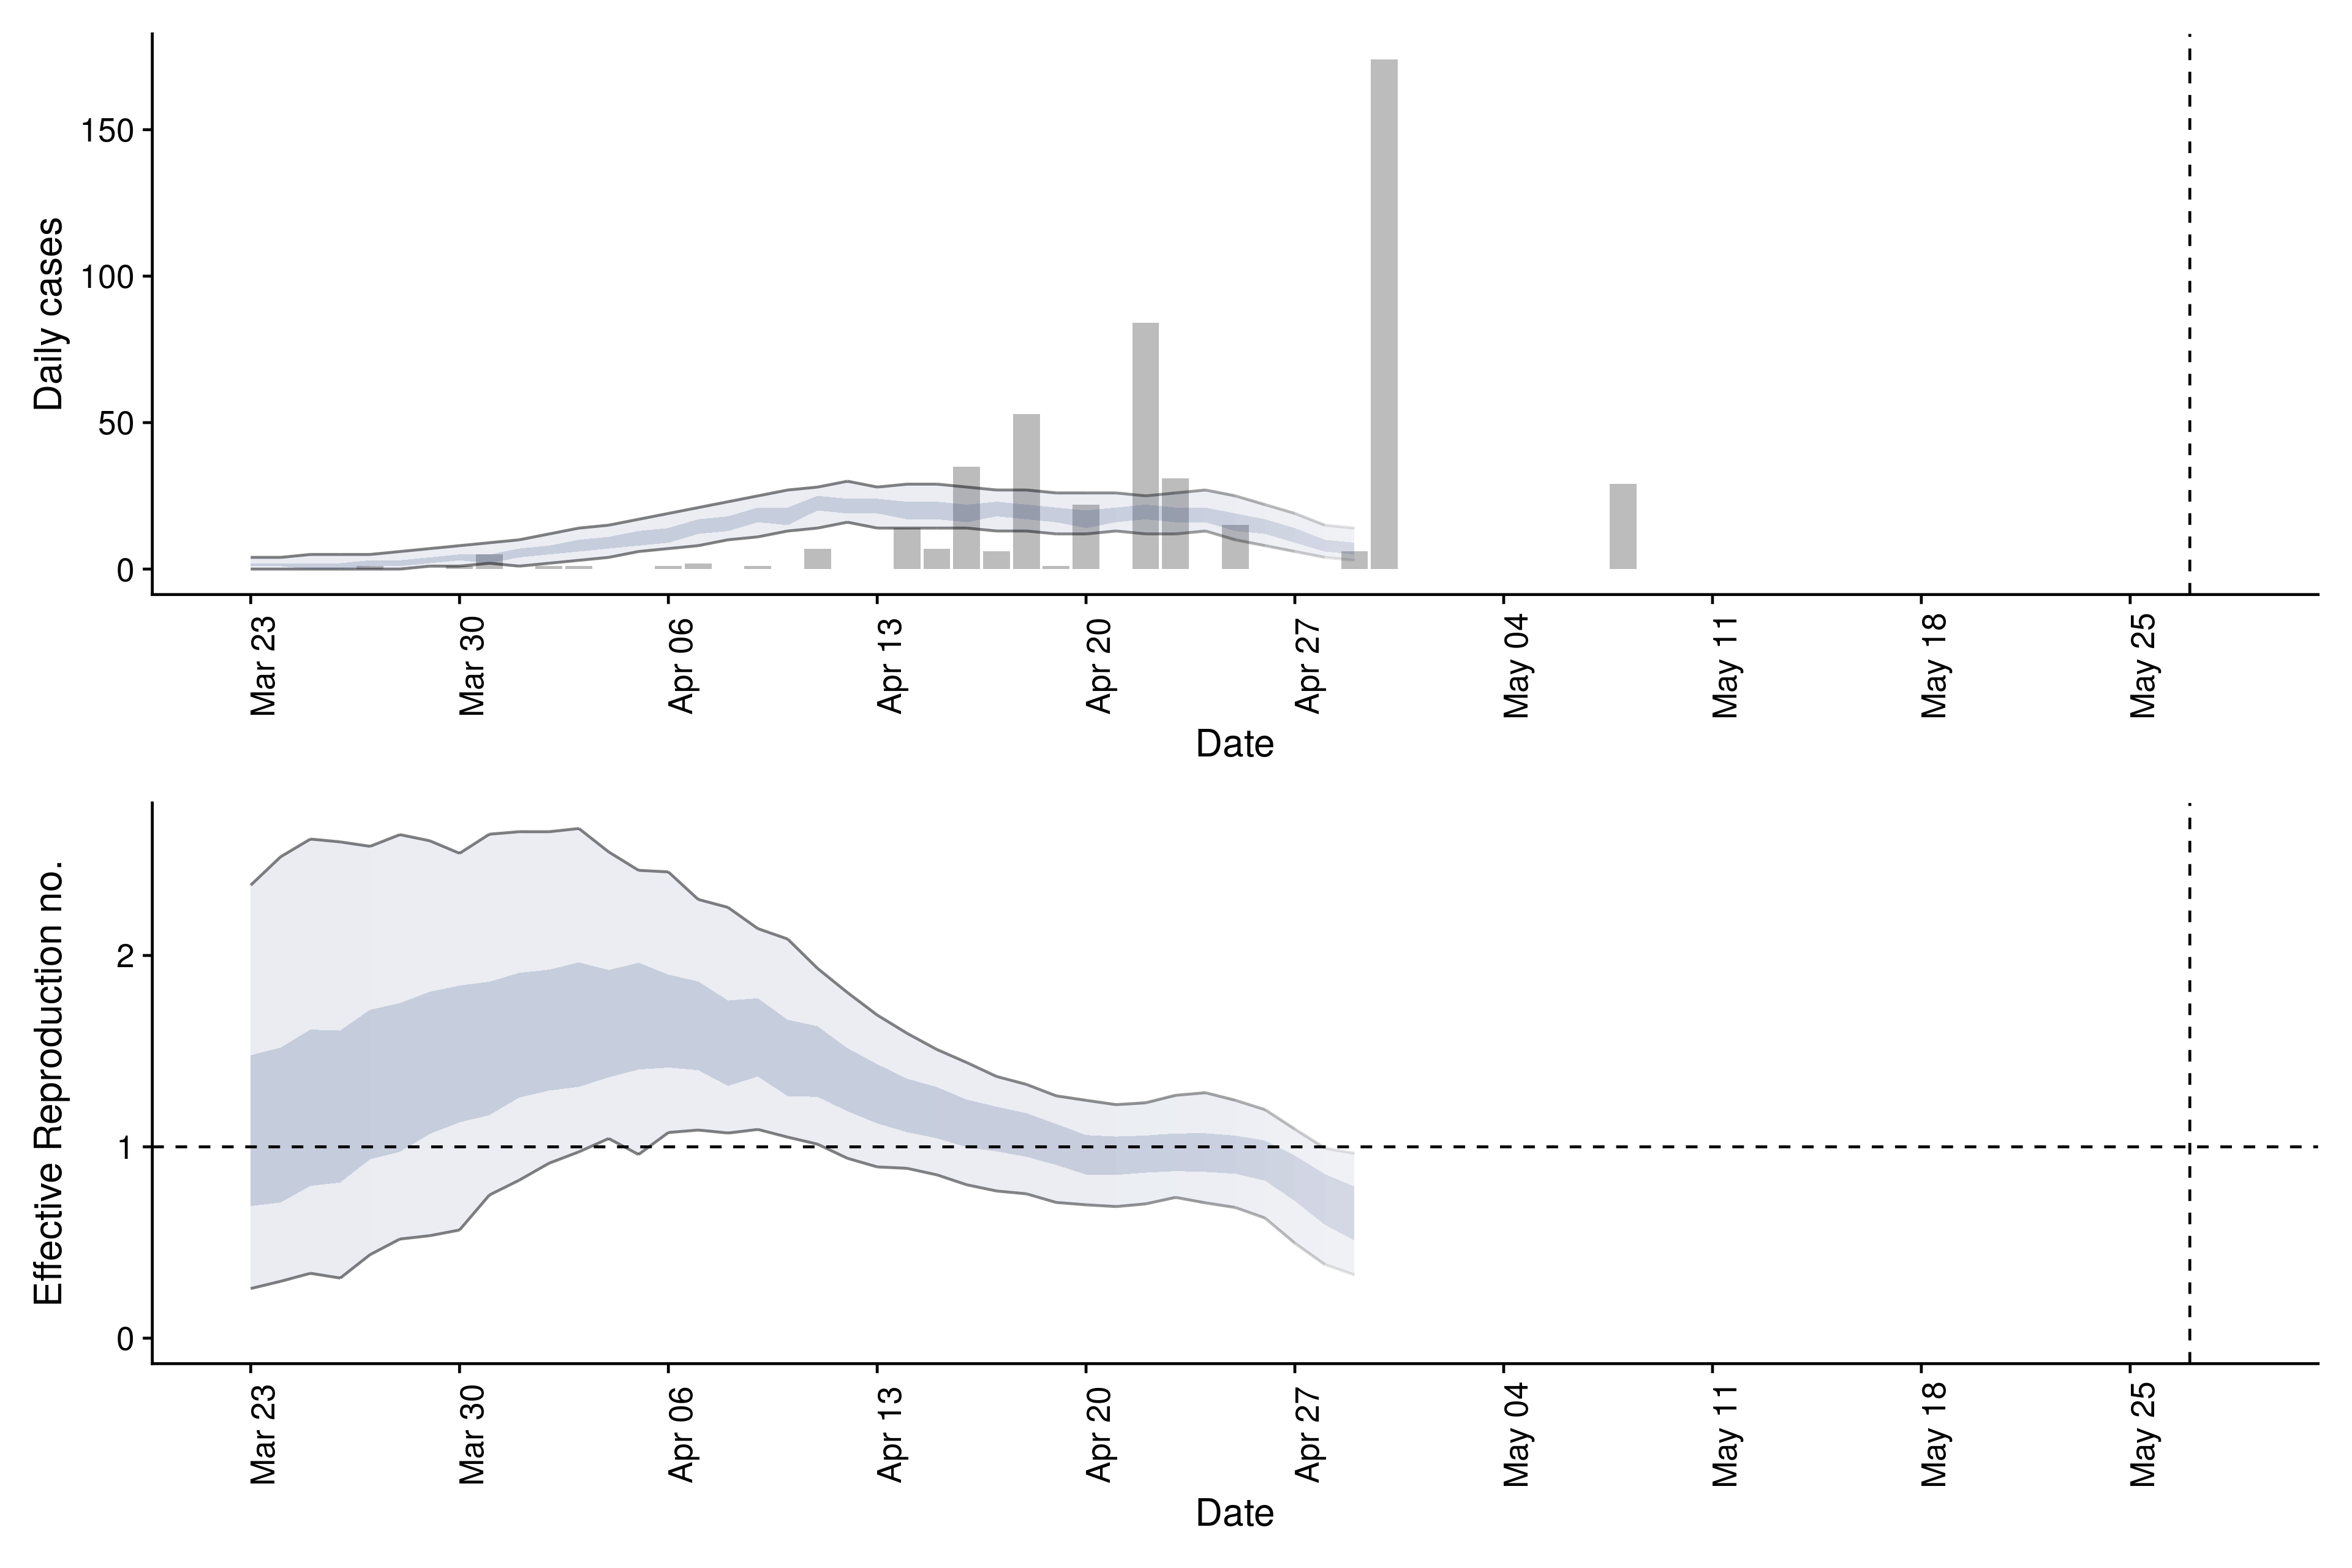 Daily cases
150
100
50
0
Mar 23
Mar 30
Apr 06
Apr 13
Apr 20
Apr 27
May 04
May 11
May 18
May 25
Date
Effective Reproduction no.
2
1
0
Mar 23
Mar 30
Apr 06
Apr 13
Apr 20
Apr 27
May 04
May 11
May 18
May 25
Date